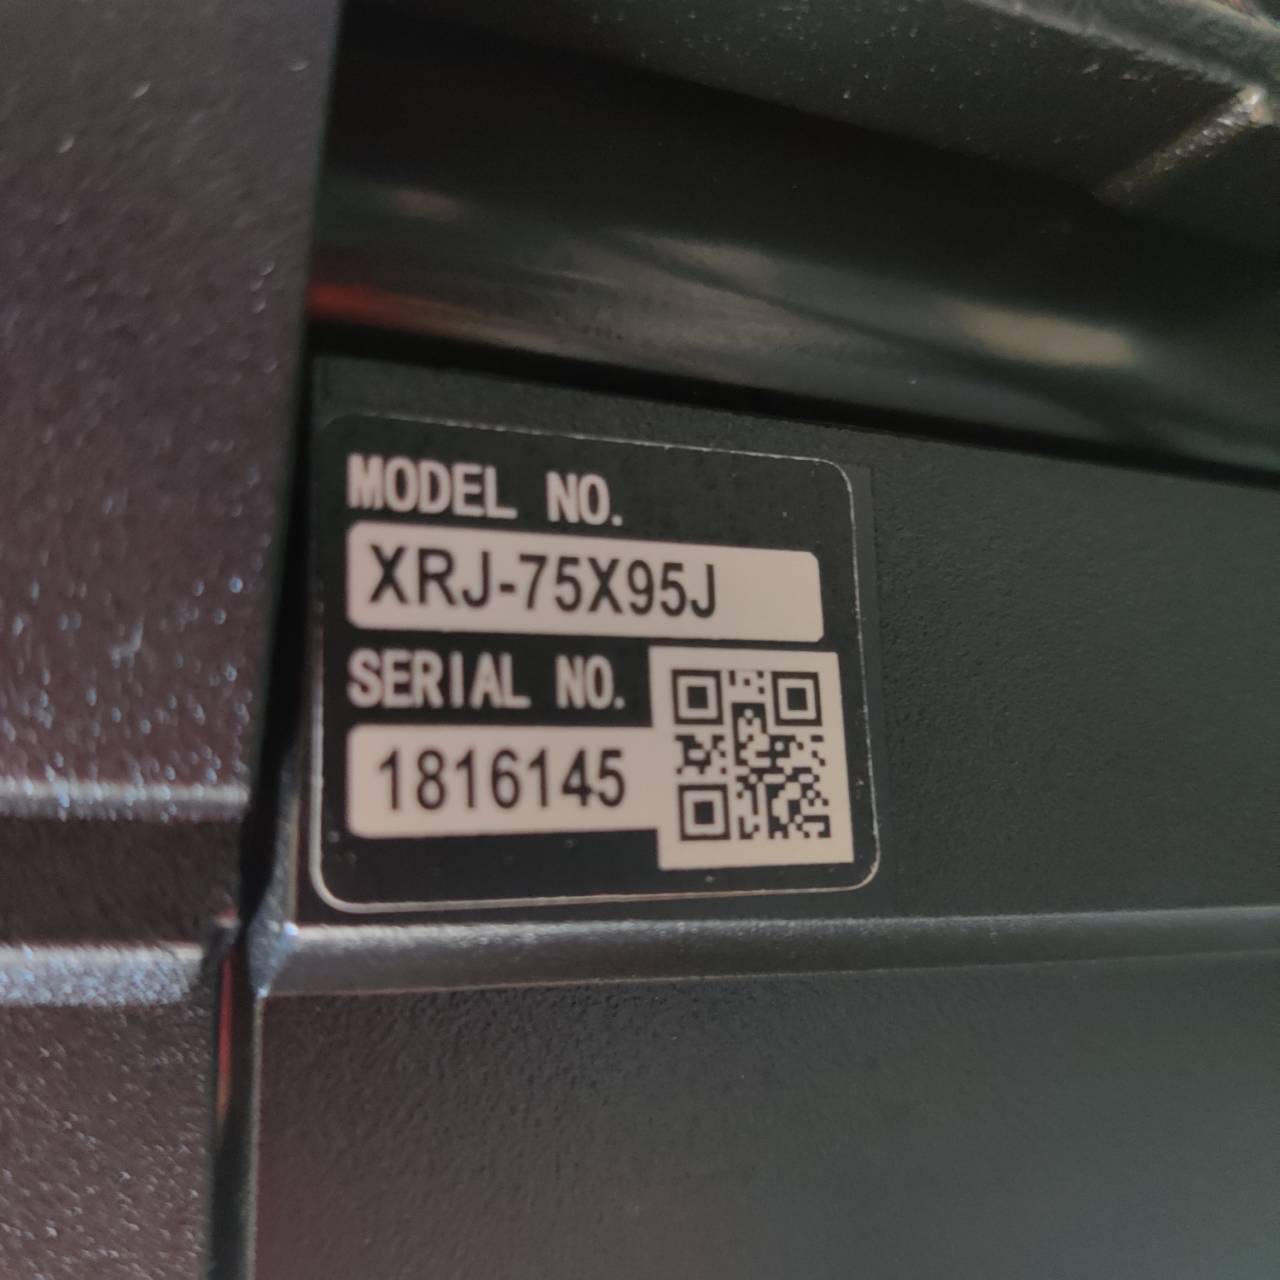 MODEL NO.
XRJ-75X95J
SERIAL NO.
1816145